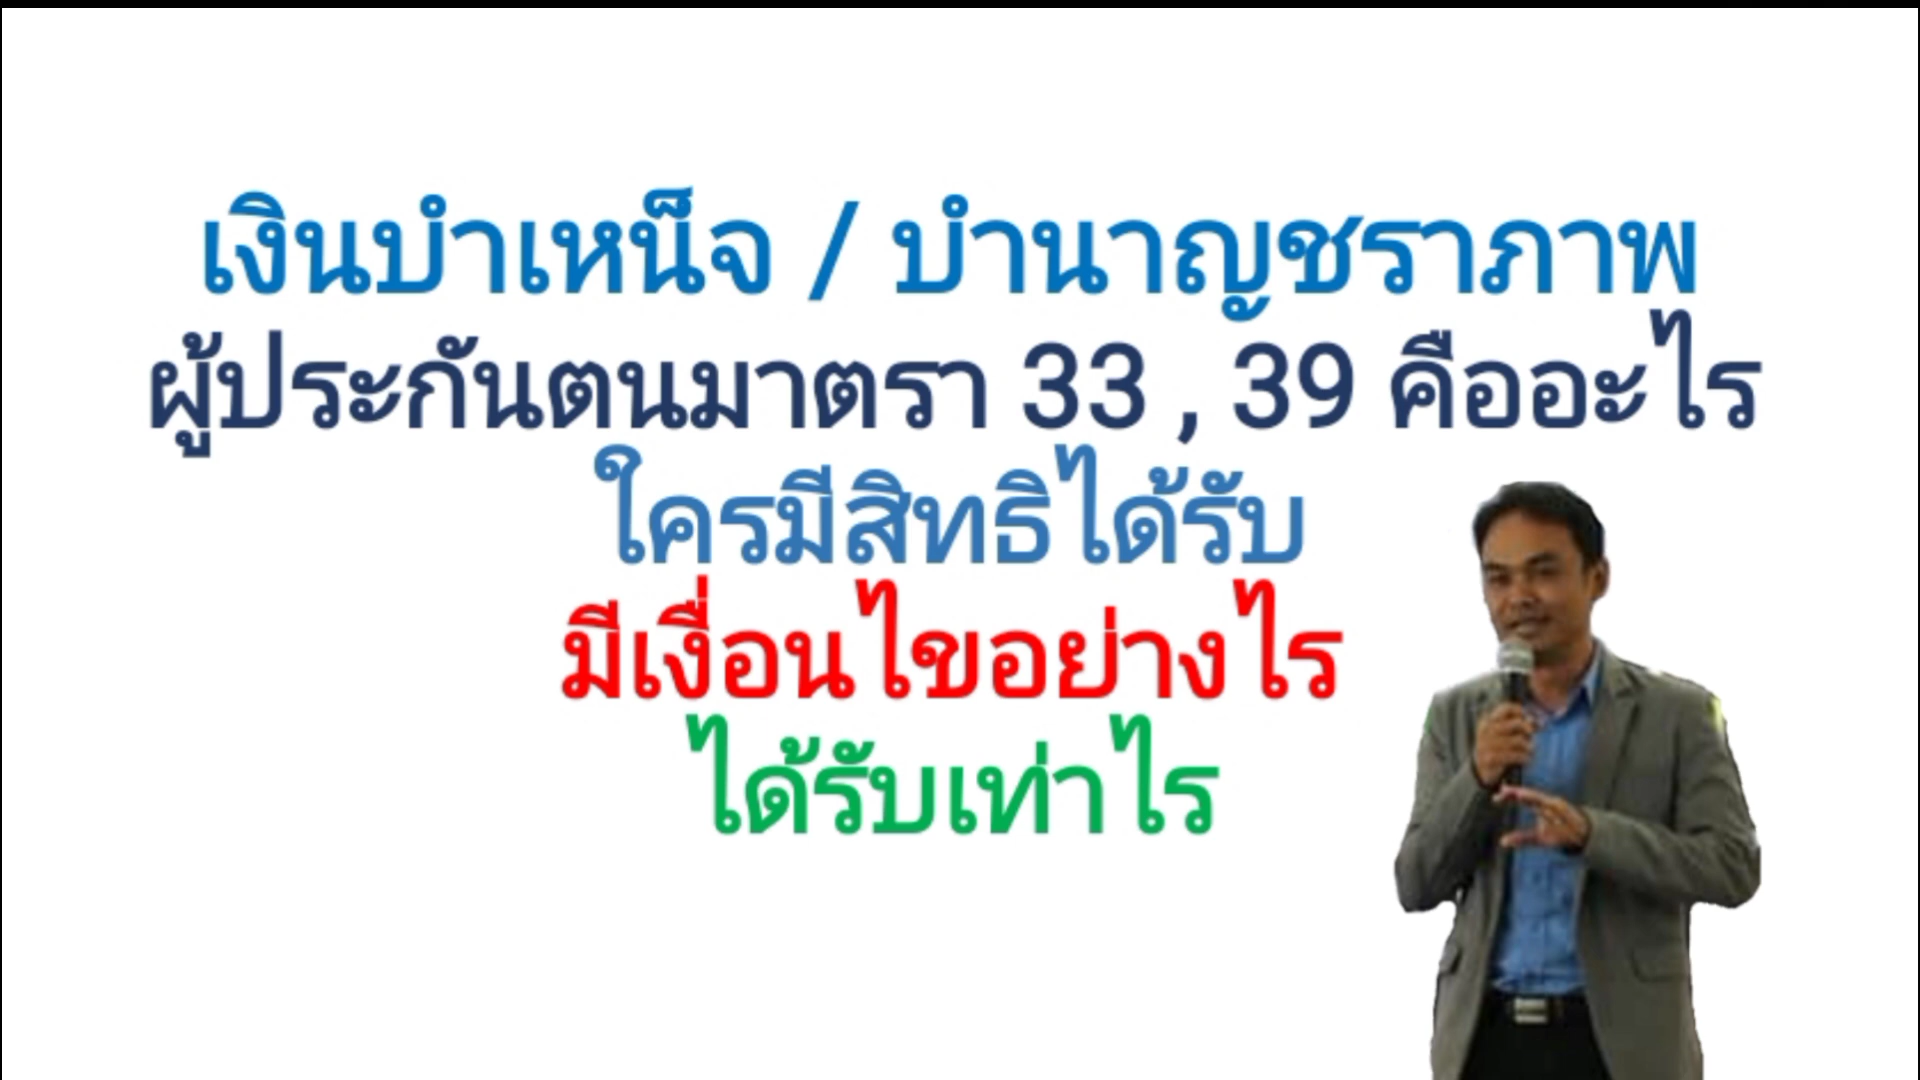 เงินบำเหน็จ / บำนาญชราภาพ
ผู้ประกันตนมาตรา 33 , 39 คืออะไร
ใครมีสิทธิได้รับ
มีเงื่อนไขอย่างไร
ได้รับเท่าไร